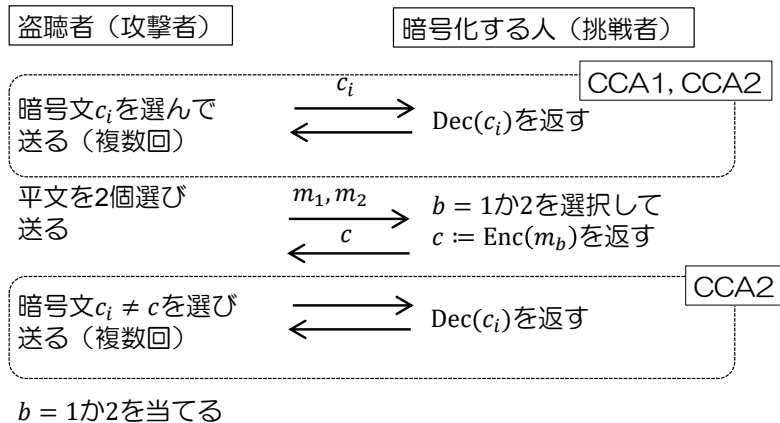 盗聴者（攻撃者）
暗号化する人（挑戦者）
CCA1, CCA2
暗号文c_iを選んで
送る（複数回）
c_i
Dec(c_i)を返す
平文を2個選び
送る
m_1, m_2
c
b = 1か2を選択して
c ≔ Enc(m_b)を返す
CCA2
暗号文c_i ≠ cを選び
送る（複数回）
Dec(c_i)を返す
b = 1か2を当てる